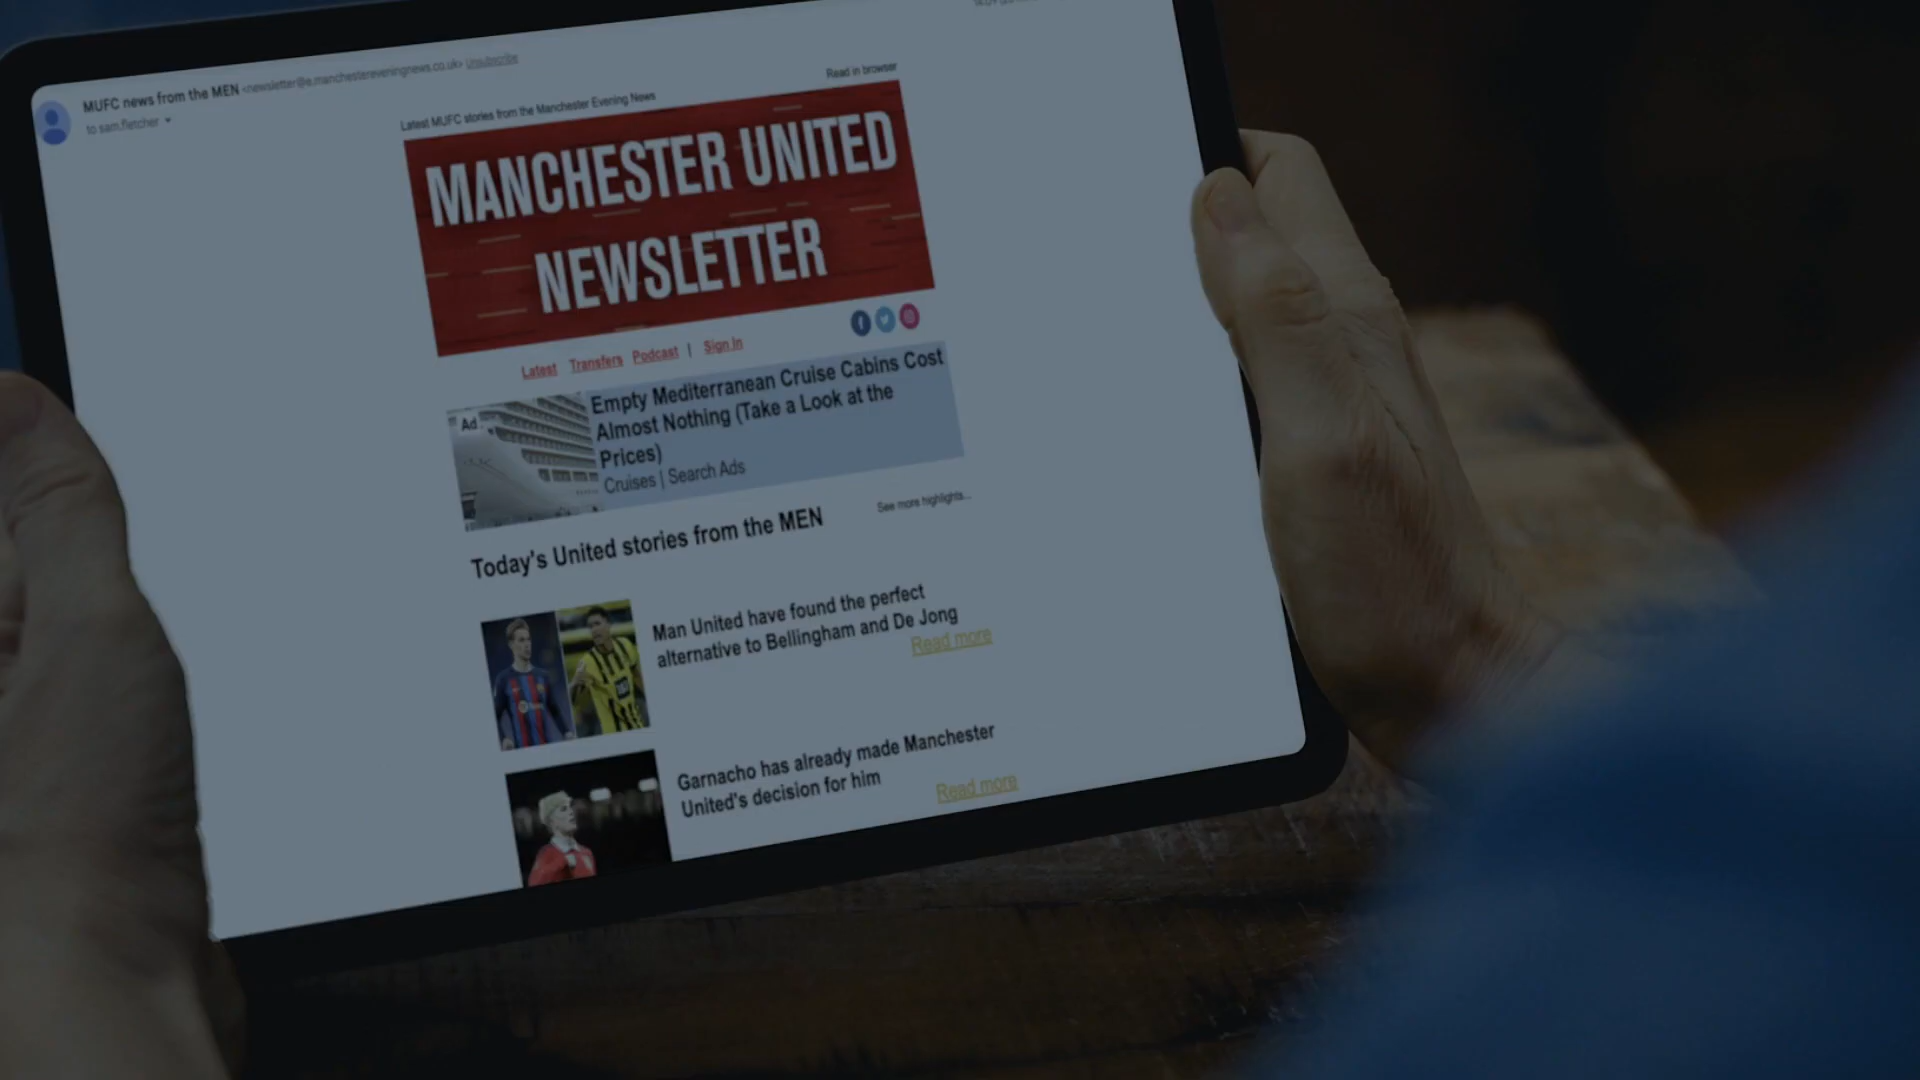 MUFC news from the MEN <newsletter@e.manchestereveningnews.co.uk> Unsubscribe
to sam.fletcher
Read in browser
Latest MUFC stories from the Manchester Evening News
MANCHESTER UNITED
NEWSLETTER
Latest Transfers Podcast | Sign In
Ad
Empty Mediterranean Cruise Cabins Cost
Almost Nothing (Take a Look at the
Prices)
Cruises | Search Ads
See more highlights...
Today's United stories from the MEN
Man United have found the perfect
alternative to Bellingham and De Jong
Read more
Garnacho has already made Manchester
United's decision for him
Read more